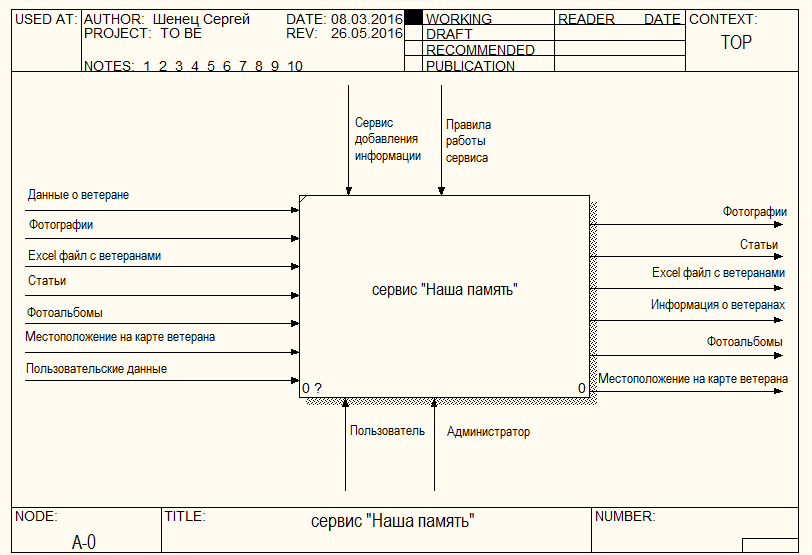 USED AT:
AUTHOR: Шенец Сергей
DATE: 08.03.2016
PROJECT: TO BE
REV: 26.05.2016
NOTES: 1 2 3 4 5 6 7 8 9 10
WORKING
DRAFT
RECOMMENDED
PUBLICATION
READER DATE
CONTEXT:
TOP
Сервис
добавления
информации
Правила
работы
сервиса
Данные о ветеране
Фотографии
Excel файл с ветеранами
Статьи
Фотоальбомы
Местоположение на карте ветерана
Пользовательские данные
сервис "Наша память"
0 ?
0
Фотографии
Статьи
Excel файл с ветеранами
Информация о ветеранах
Фотоальбомы
Местоположение на карте ветерана
Пользователь
Администратор
NODE:
A-0
TITLE:
сервис "Наша память"
NUMBER: